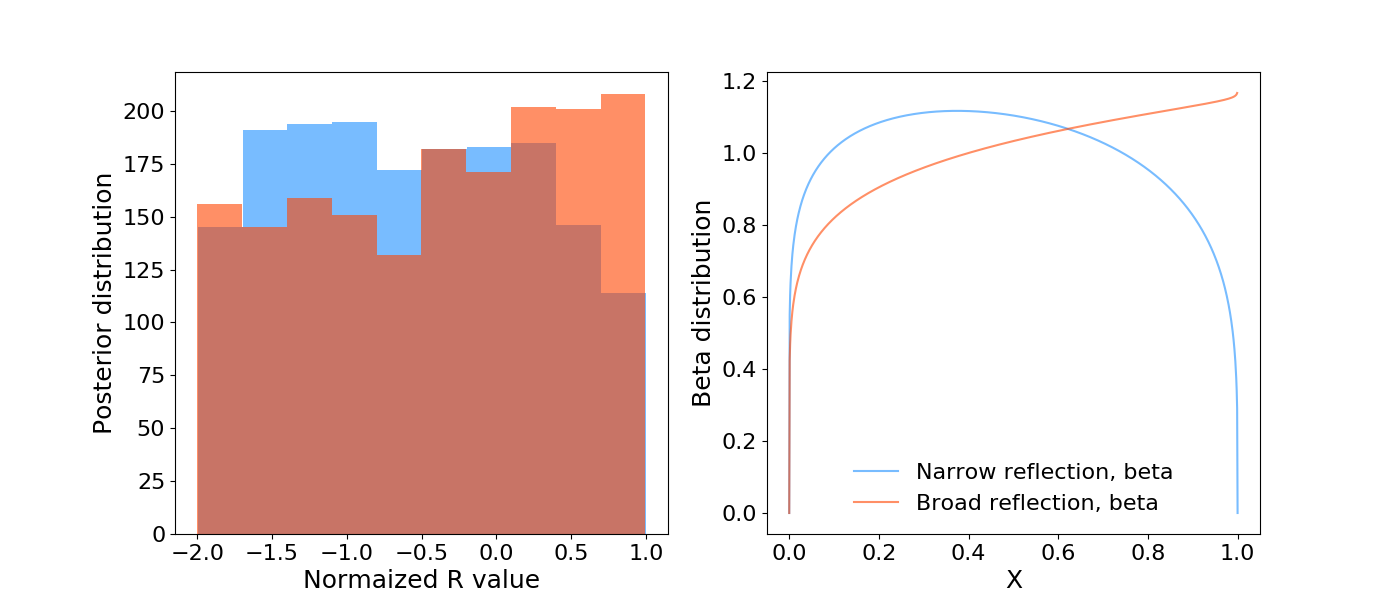 Posterior distribution
200
175
150
125
100
75
50
25
0
−2.0 −1.5 −1.0 −0.5 0.0 0.5 1.0
Normaized R value
Beta distribution
1.2
1.0
0.8
0.6
0.4
0.2
0.0
Narrow reflection, beta
Broad reflection, beta
0.0 0.2 0.4 0.6 0.8 1.0
X